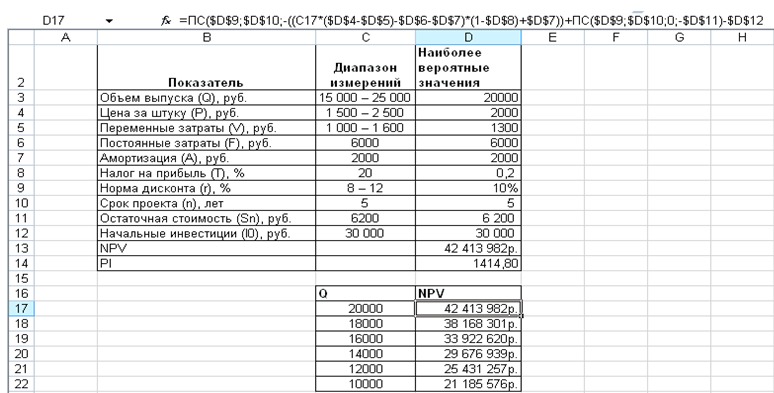 D17 fx =ПС($D$9;$D$10;-((C17*($D$4-$D$5)-$D$6-$D$7)*(1-$D$8)+$D$7))+ПС($D$9;$D$10;0;-$D$11)-$D$12
A B C D E F G H
2 Показатель Диапазон измерений Наиболее вероятные значения
3 Объем выпуска (Q), руб. 15 000 – 25 000 20000
4 Цена за штуку (P), руб. 1 500 – 2 500 2000
5 Переменные затраты (V), руб. 1 000 – 1 600 1300
6 Постоянные затраты (F), руб. 6000 6000
7 Амортизация (A), руб. 2000 2000
8 Налог на прибыль (T), % 20 0,2
9 Норма дисконта (r), % 8 – 12 10%
10 Срок проекта (n), лет 5 5
11 Остаточная стоимость (Sn), руб. 6200 6 200
12 Начальные инвестиции (I0), руб. 30 000 30 000
13 NPV 42 413 982р.
14 PI 1414,80
15
16 Q NPV
17 20000 42 413 982р.
18 18000 38 168 301р.
19 16000 33 922 620р.
20 14000 29 676 939р.
21 12000 25 431 257р.
22 10000 21 185 576р.